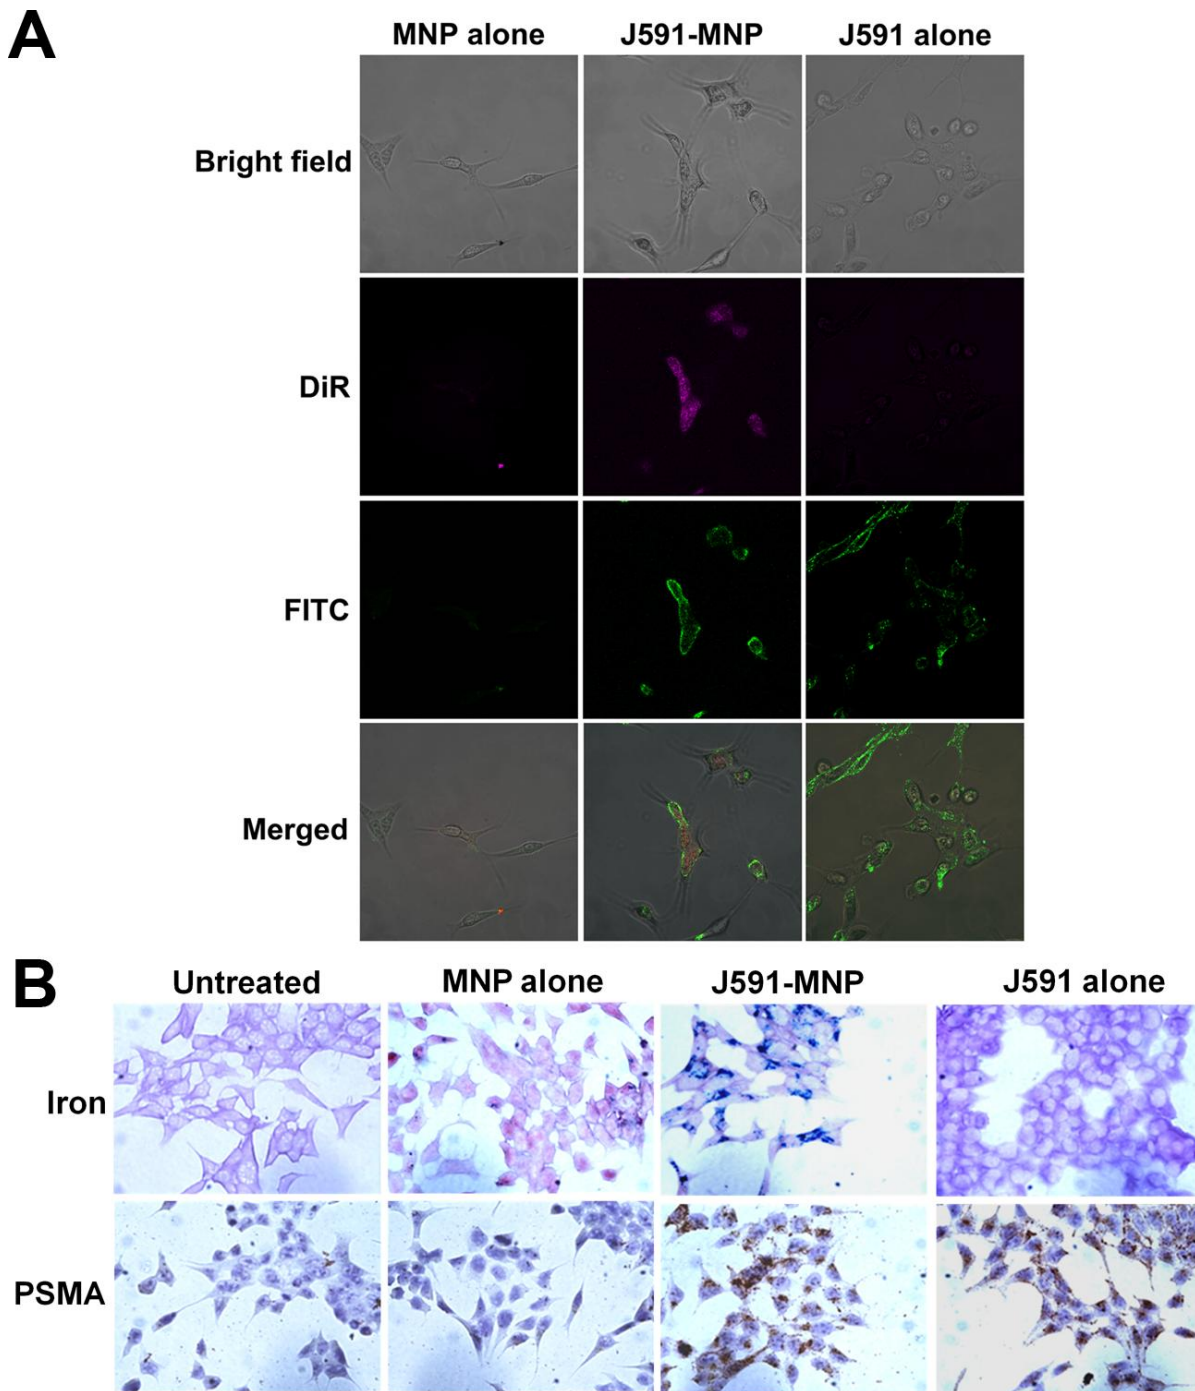 A
MNP alone J591-MNP J591 alone
Bright field
DiR
FITC
Merged
B
Untreated MNP alone J591-MNP J591 alone
Iron
PSMA